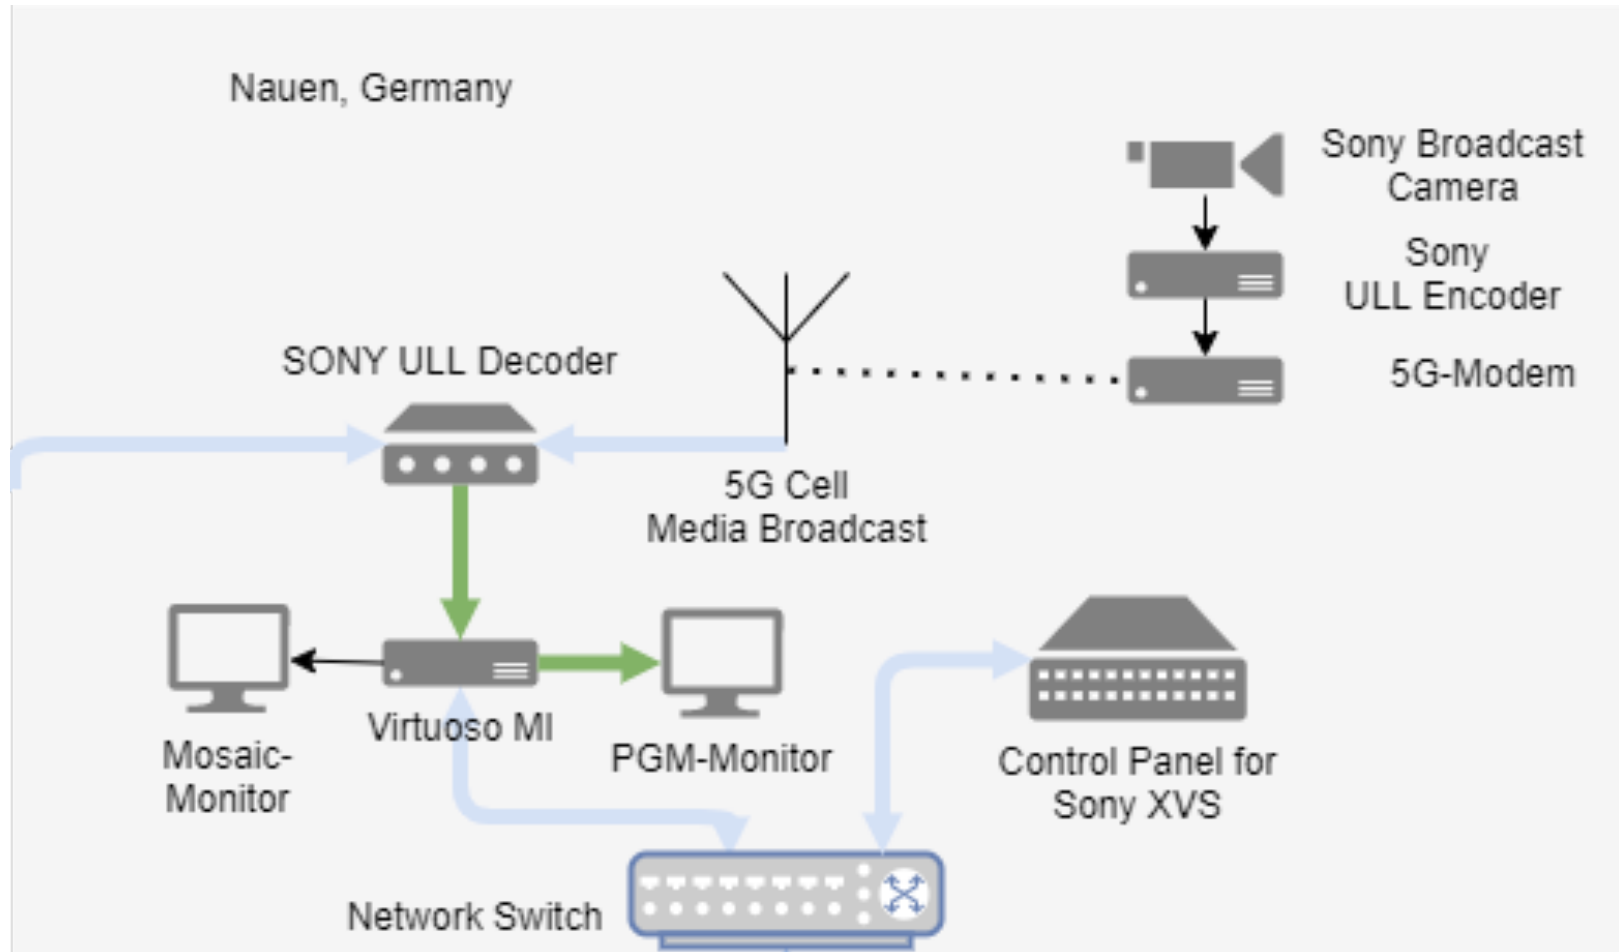 Nauen, Germany
Sony Broadcast
Camera
Sony
ULL Encoder
SONY ULL Decoder
5G-Modem
5G Cell
Media Broadcast
Virtuoso MI
Mosaic-
Monitor
PGM-Monitor
Control Panel for
Sony XVS
Network Switch